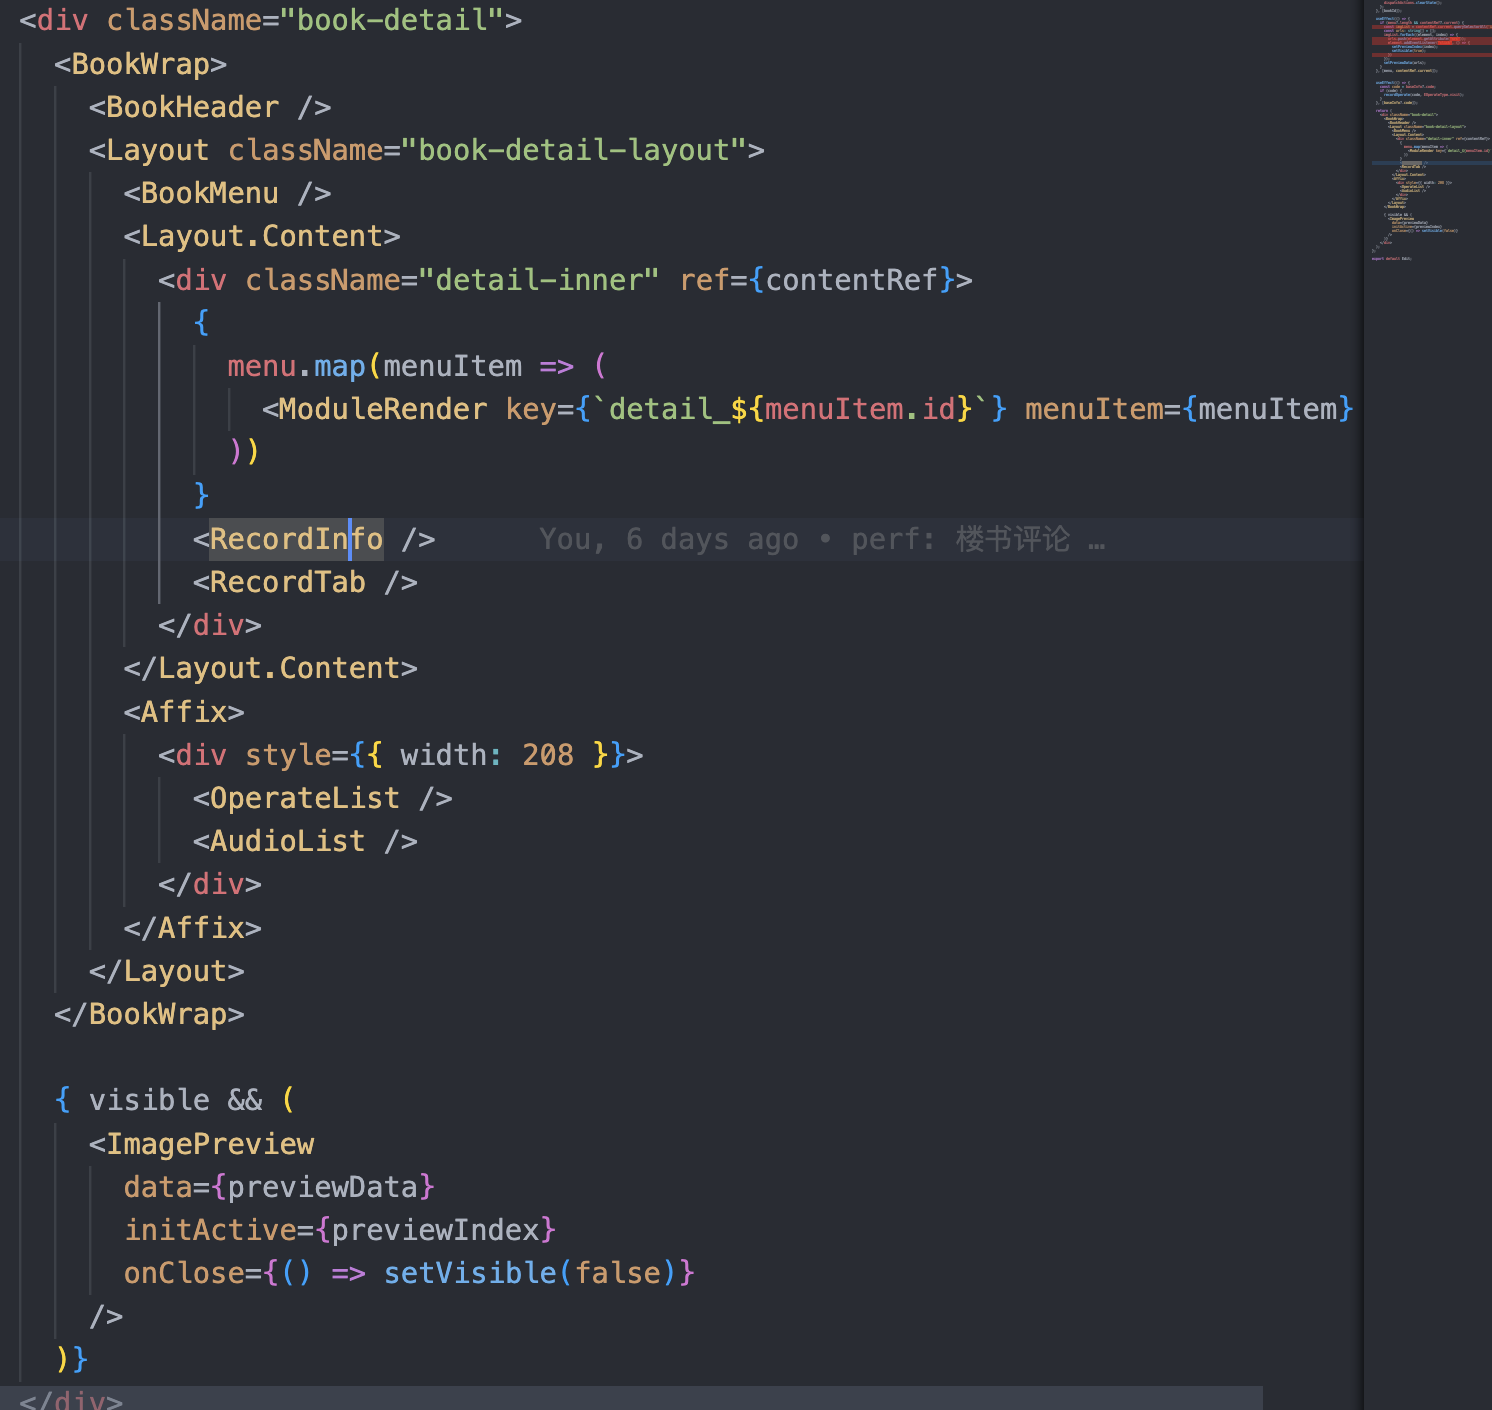 <div className="book-detail">
<BookWrap>
<BookHeader />
<Layout className="book-detail-layout">
<BookMenu />
<Layout.Content>
<div className="detail-inner" ref={contentRef}>
{
menu.map(menuItem => (
<ModuleRender key={`detail_${menuItem.id}`} menuItem={menuItem}
))
}
<RecordInfo /> You, 6 days ago • perf: 楼书评论 …
<RecordTab />
</div>
</Layout.Content>
<Affix>
<div style={{ width: 208 }}>
<OperateList />
<AudioList />
</div>
</Affix>
</Layout>
</BookWrap>
{ visible && (
<ImagePreview
data={previewData}
initActive={previewIndex}
onClose={() => setVisible(false)}
/>
)}
</div>